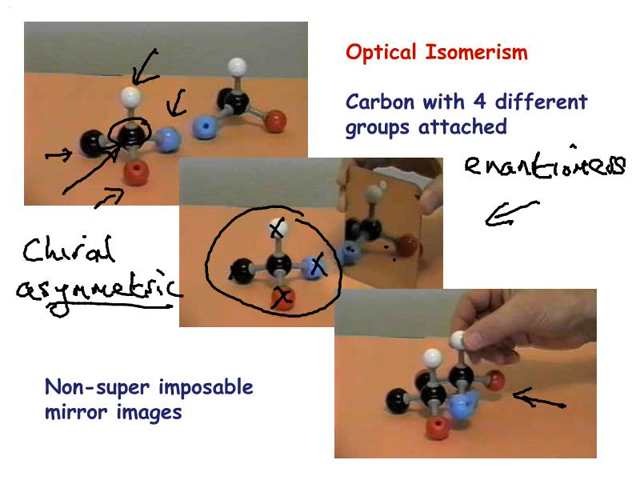 Optical Isomerism
Carbon with 4 different
groups attached
enantiomers
Chiral
asymmetric
X
X
X
Non-super imposable
mirror images